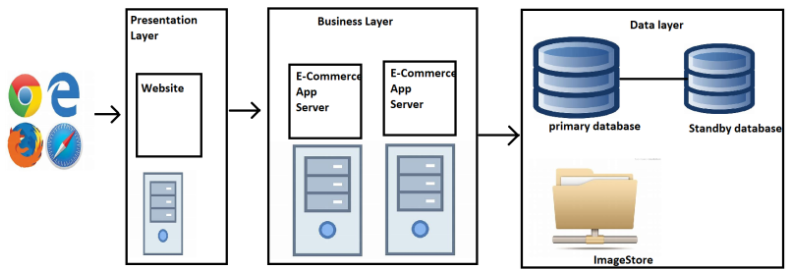 Presentation
Layer
Website
Business Layer
E-Commerce
App
Server
E-Commerce
App
Server
Data layer
primary database
Standby database
ImageStore